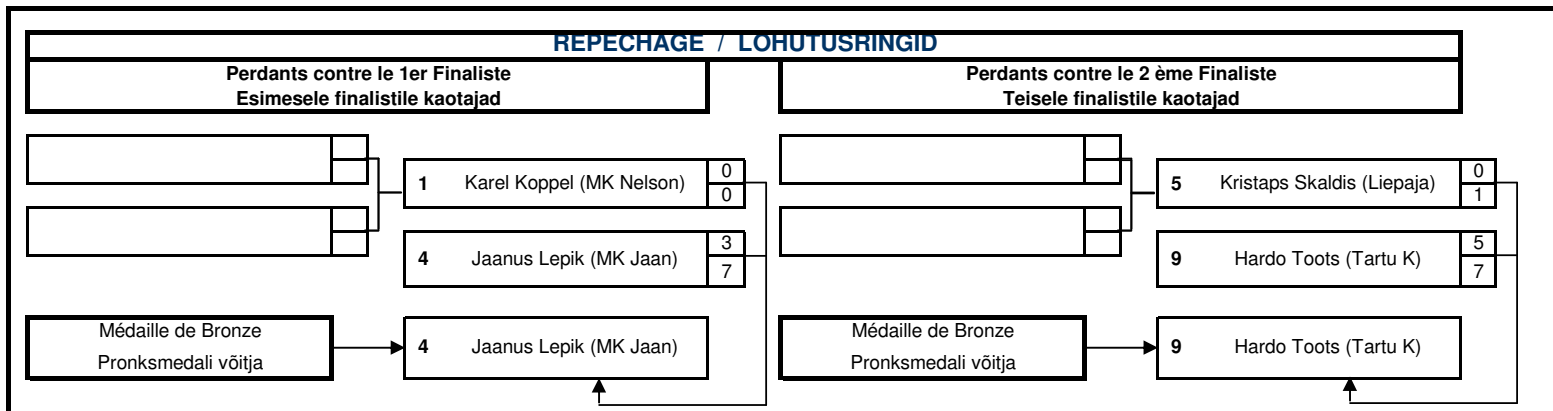 REPECHAGE / LOHUTUSRINGID
Perdants contre le 1er Finaliste
Esimesele finalistile kaotajad
Perdants contre le 2 ème Finaliste
Teisele finalistile kaotajad
1 Karel Koppel (MK Nelson) 0
0
5 Kristaps Skaldis (Liepaja) 0
1
4 Jaanus Lepik (MK Jaan) 3
7
9 Hardo Toots (Tartu K) 5
7
Médaille de Bronze
Pronksmedali võitja
4 Jaanus Lepik (MK Jaan)
Médaille de Bronze
Pronksmedali võitja
9 Hardo Toots (Tartu K)